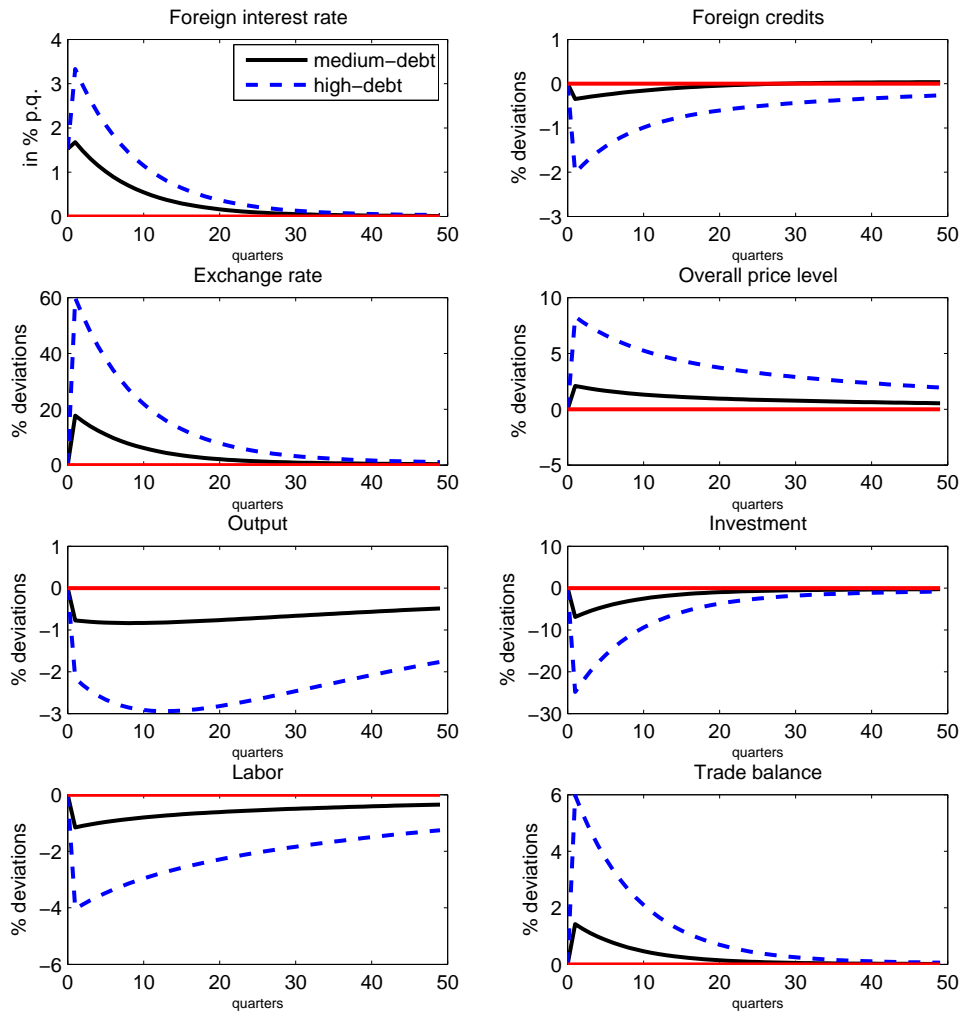 Foreign interest rate
4
3
2
1
0
in % p.q.
medium−debt
high−debt
0 10 20 30 40 50
quarters
Foreign credits
1
0
−1
−2
−3
% deviations
0 10 20 30 40 50
quarters
Exchange rate
60
40
20
0
% deviations
0 10 20 30 40 50
quarters
Overall price level
10
5
0
−5
% deviations
0 10 20 30 40 50
quarters
Output
1
0
−1
−2
−3
% deviations
0 10 20 30 40 50
quarters
Investment
10
0
−10
−20
−30
% deviations
0 10 20 30 40 50
quarters
Labor
0
−2
−4
−6
% deviations
0 10 20 30 40 50
quarters
Trade balance
6
4
2
0
% deviations
0 10 20 30 40 50
quarters